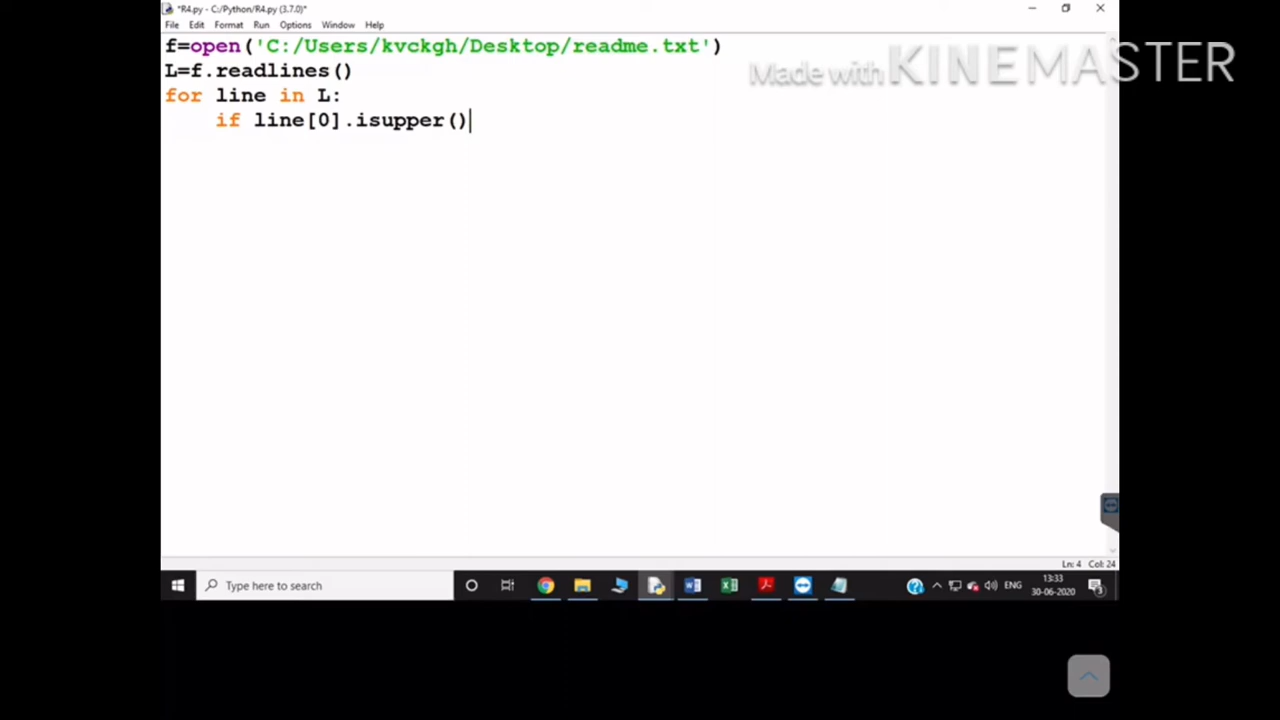 *R4.py - C:/Python/R4.py (3.7.0)*
File Edit Format Run Options Window Help
f=open('C:/Users/kvckgh/Desktop/readme.txt')
L=f.readlines()
for line in L:
    if line[0].isupper()
Made with KINEMASTER
Ln: 4 Col: 24
Type here to search
ENG
13:33
30-06-2020
3